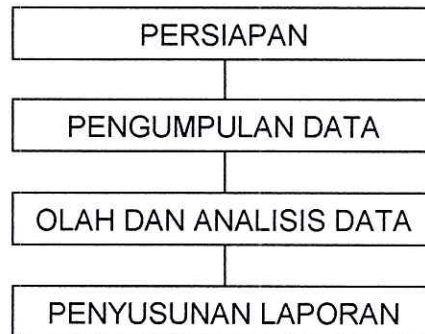 PERSIAPAN
PENGUMPULAN DATA
OLAH DAN ANALISIS DATA
PENYUSUNAN LAPORAN